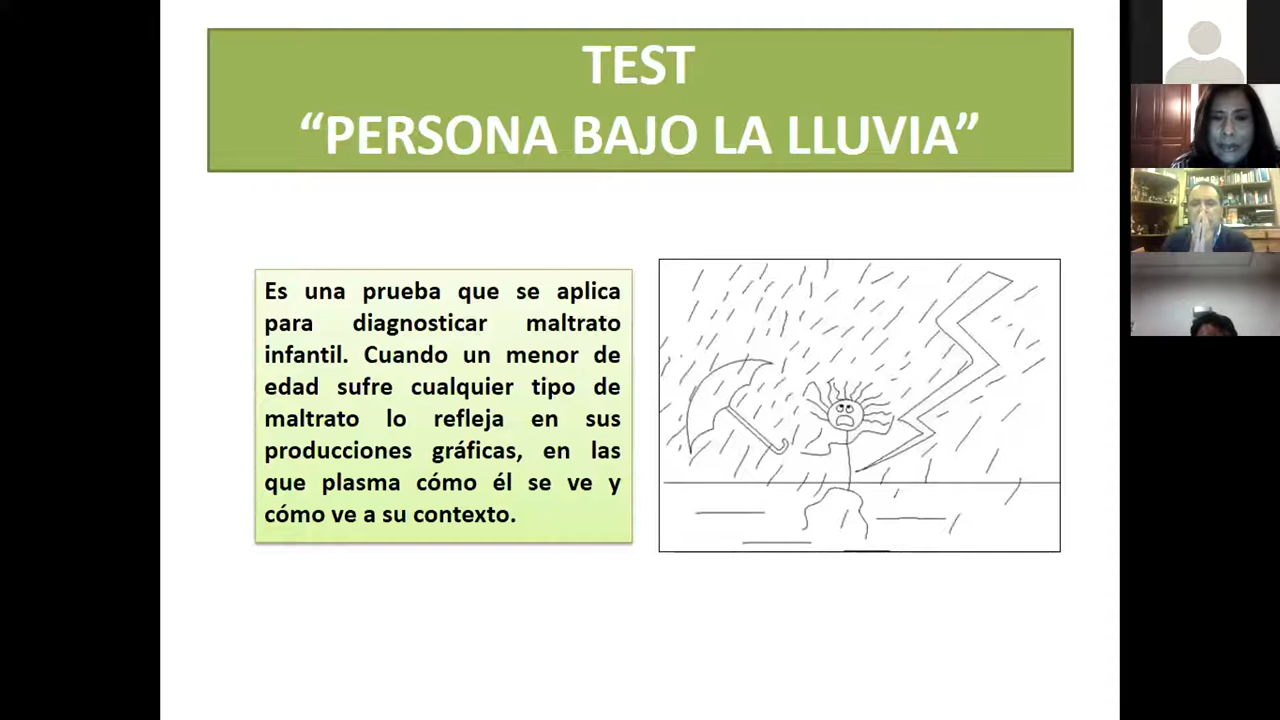 TEST
“PERSONA BAJO LA LLUVIA”
Es una prueba que se aplica
para diagnosticar maltrato
infantil. Cuando un menor de
edad sufre cualquier tipo de
maltrato lo refleja en sus
producciones gráficas, en las
que plasma cómo él se ve y
cómo ve a su contexto.